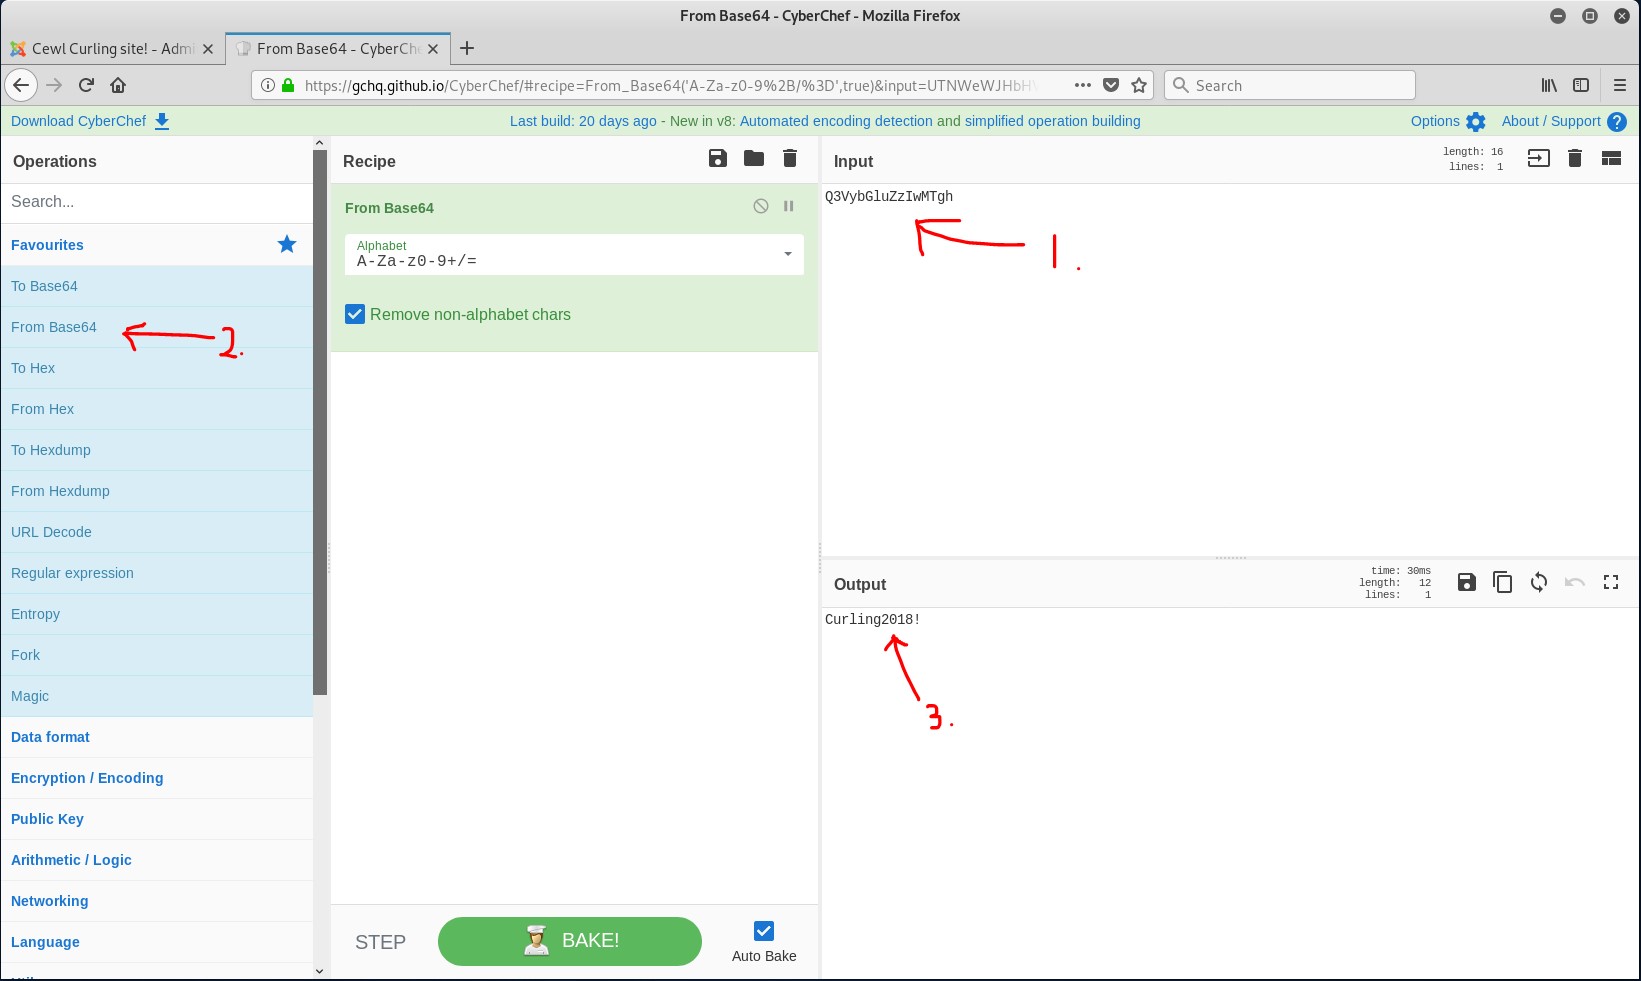 From Base64 - CyberChef - Mozilla Firefox
Cewl Curling site! - Admi
From Base64 - CyberChe
https://gchq.github.io/CyberChef/#recipe=From_Base64('A-Za-z0-9%2B/%3D',true)&input=UTNWeWJHbHV
Search
Download CyberChef
Last build: 20 days ago - New in v8: Automated encoding detection and simplified operation building
Options
About / Support
Operations
Search...
Favourites
To Base64
From Base64
2.
To Hex
From Hex
To Hexdump
From Hexdump
URL Decode
Regular expression
Entropy
Fork
Magic
Data format
Encryption / Encoding
Public Key
Arithmetic / Logic
Networking
Language
Recipe
From Base64
Alphabet
A-Za-z0-9+/=
Remove non-alphabet chars
STEP
BAKE!
Auto Bake
Input
length: 16
lines: 1
Q3VybGluZzIwMTgh
1.
Output
time: 30ms
length: 12
lines: 1
Curling2018!
3.